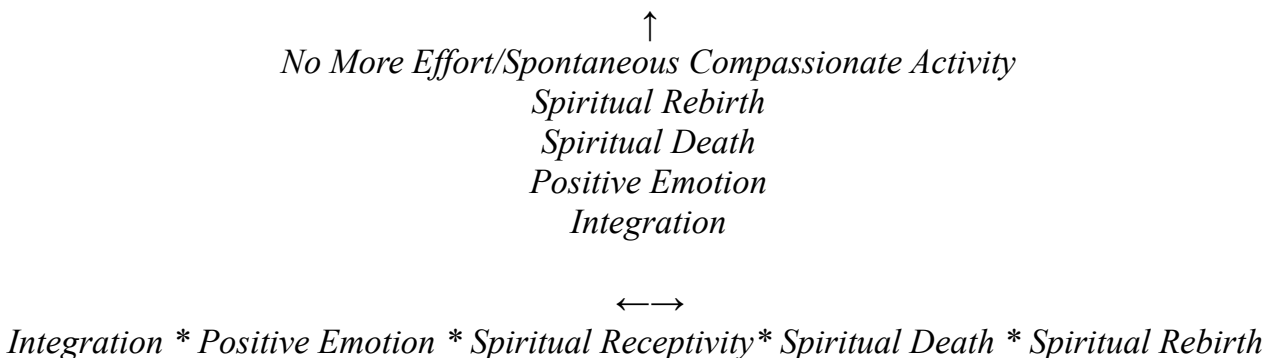 ↑
No More Effort/Spontaneous Compassionate Activity
Spiritual Rebirth
Spiritual Death
Positive Emotion
Integration
←→
Integration * Positive Emotion * Spiritual Receptivity* Spiritual Death * Spiritual Rebirth